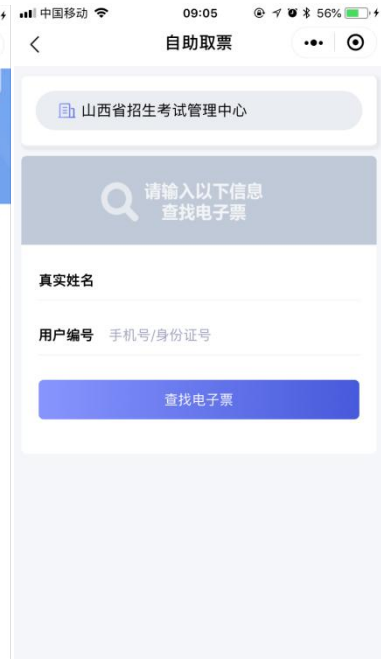 中国移动 09:05 56%
自助取票
山西省招生考试管理中心
请输入以下信息
查找电子票
真实姓名
用户编号 手机号/身份证号
查找电子票